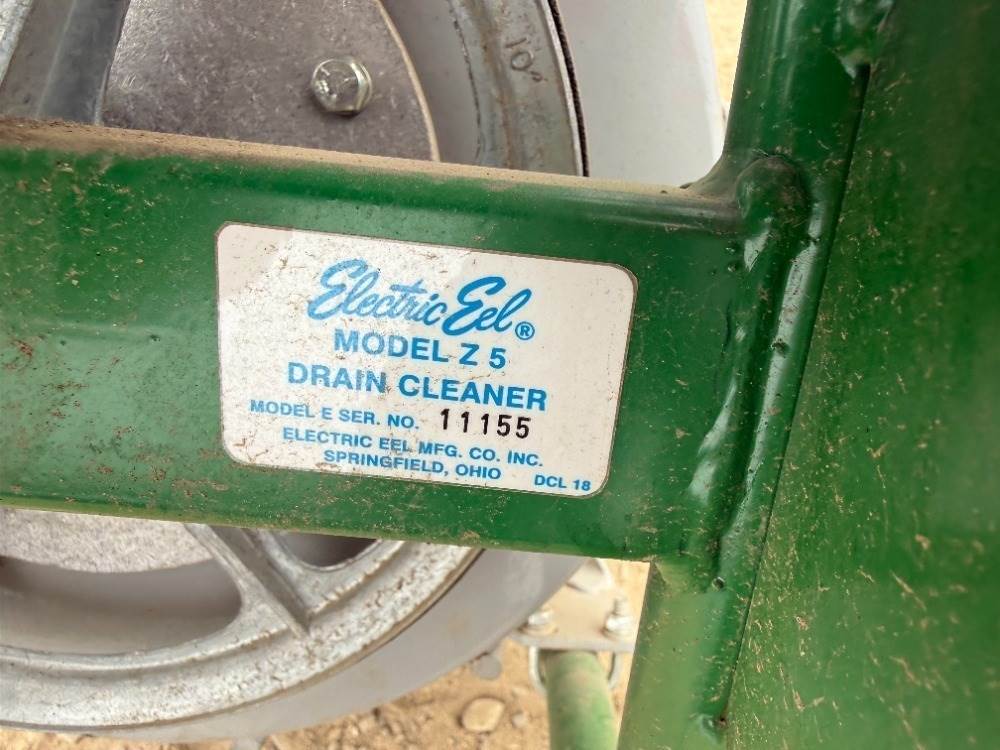 10"
Electric Eel®
MODEL Z 5
DRAIN CLEANER
MODEL E SER. NO. 11155
ELECTRIC EEL MFG. CO. INC.
SPRINGFIELD, OHIO DCL 18